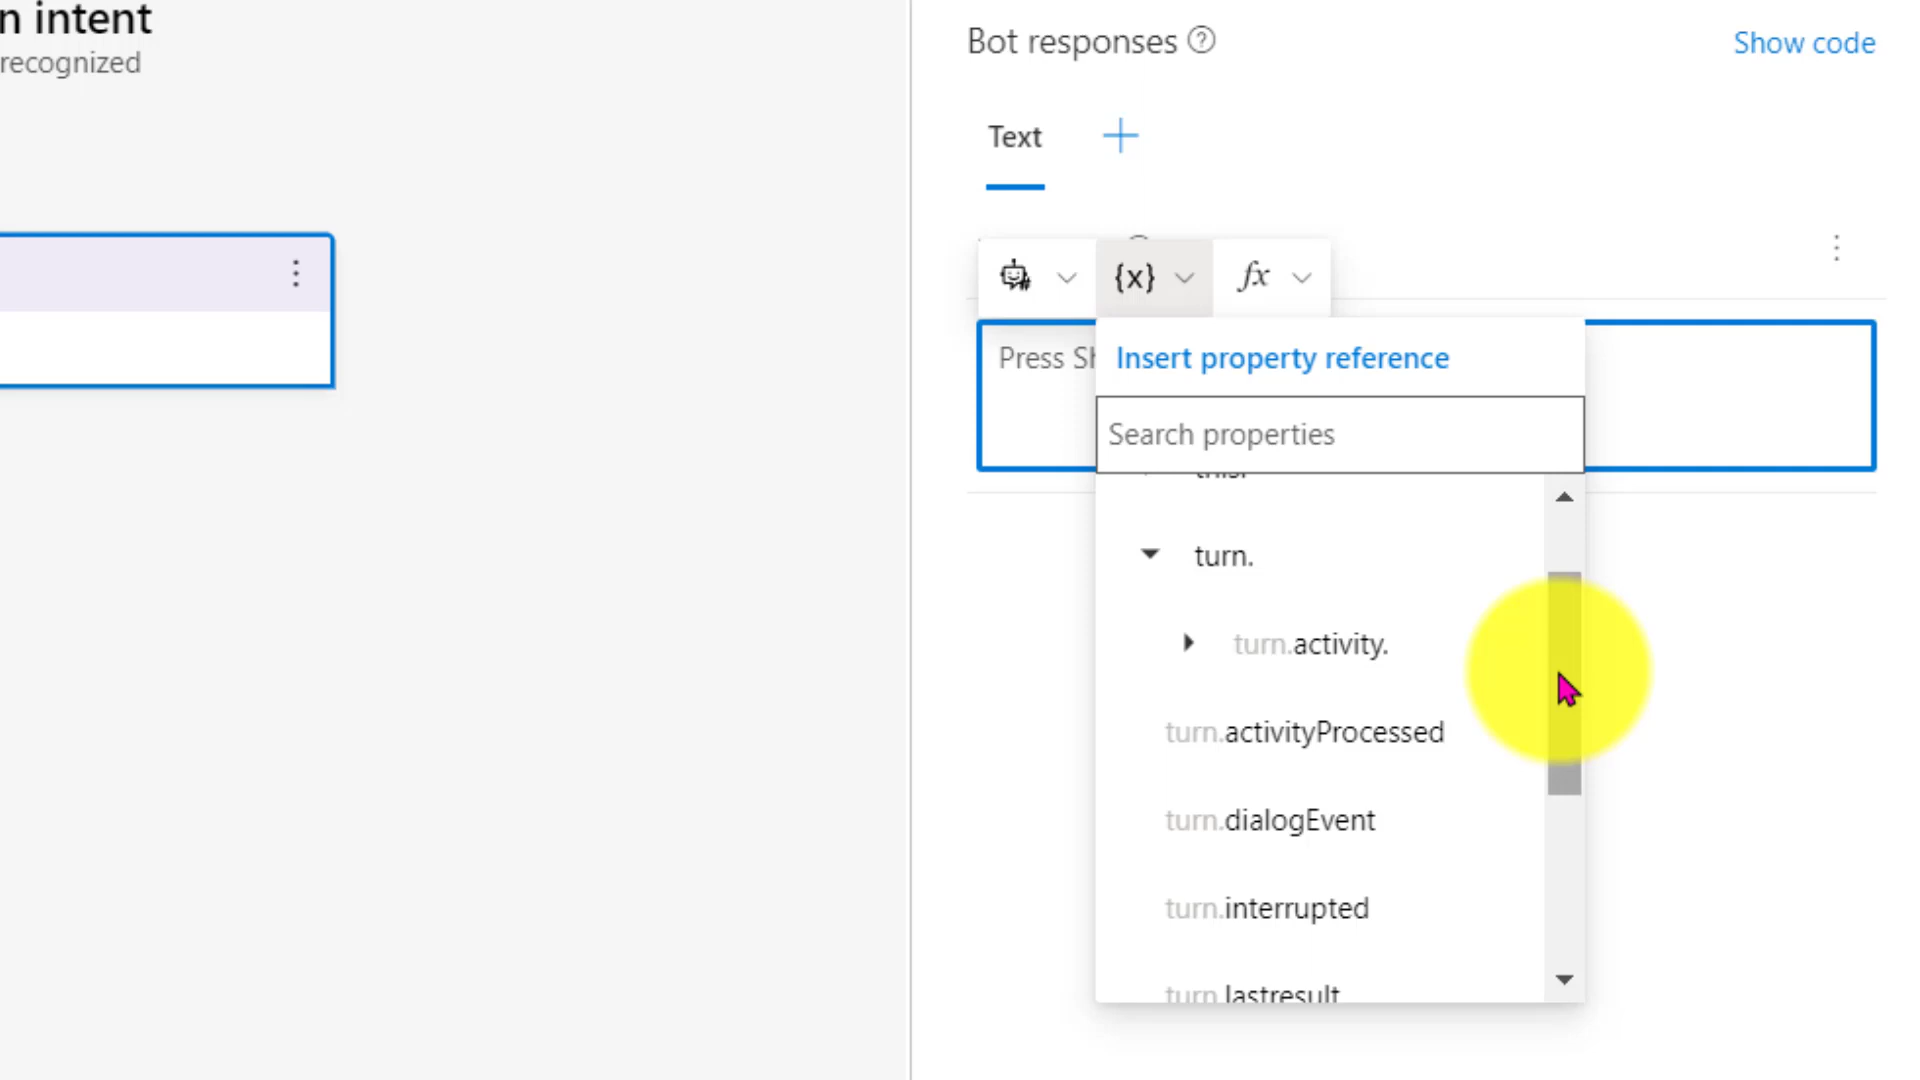 n intent
recognized
Bot responses
Show code
Text
{x}
fx
Press Sh
Insert property reference
Search properties
this.
turn.
turn.activity.
turn.activityProcessed
turn.dialogEvent
turn.interrupted
turn.lastresult